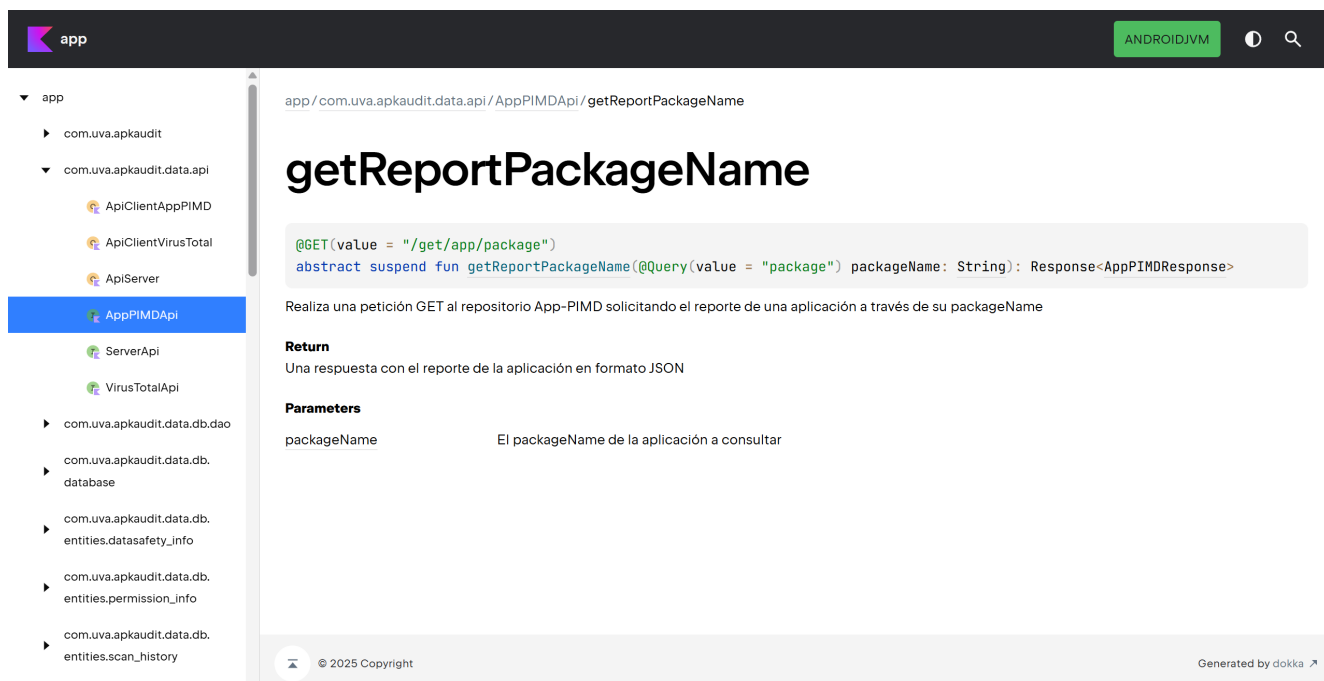 app
ANDROIDJVM
app
com.uva.apkaudit
com.uva.apkaudit.data.api
ApiClientAppPIMD
ApiClientVirusTotal
ApiServer
AppPIMDApi
ServerApi
VirusTotalApi
com.uva.apkaudit.data.db.dao
com.uva.apkaudit.data.db.
database
com.uva.apkaudit.data.db.
entities.datasafety_info
com.uva.apkaudit.data.db.
entities.permission_info
com.uva.apkaudit.data.db.
entities.scan_history
app/com.uva.apkaudit.data.api/AppPIMDApi/getReportPackageName
getReportPackageName
@GET(value = "/get/app/package")
abstract suspend fun getReportPackageName(@Query(value = "package") packageName: String): Response<AppPIMDResponse>
Realiza una petición GET al repositorio App-PIMD solicitando el reporte de una aplicación a través de su packageName
Return
Una respuesta con el reporte de la aplicación en formato JSON
Parameters
packageName El packageName de la aplicación a consultar
© 2025 Copyright
Generated by dokka